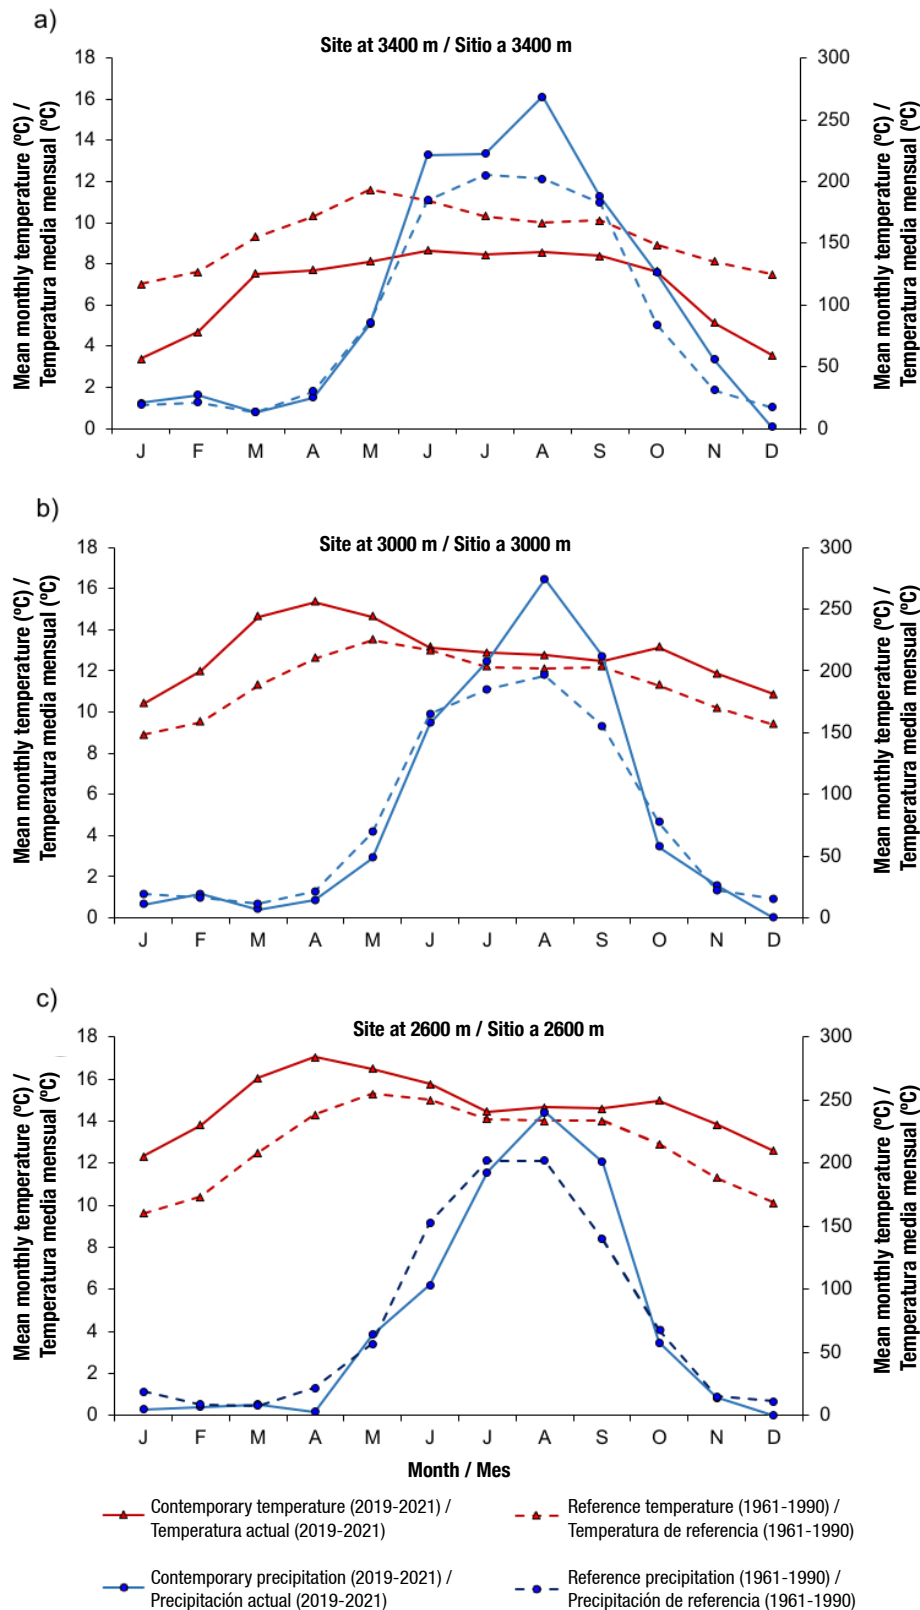 a)
Site at 3400 m / Sitio a 3400 m
Mean monthly temperature (ºC) /
Temperatura media mensual (ºC)
18
16
14
12
10
8
6
4
2
0
300
250
200
150
100
50
0
Mean monthly temperature (ºC) /
Temperatura media mensual (ºC)
J F M A M J J A S O N D
b)
Site at 3000 m / Sitio a 3000 m
Mean monthly temperature (ºC) /
Temperatura media mensual (ºC)
18
16
14
12
10
8
6
4
2
0
300
250
200
150
100
50
0
Mean monthly temperature (ºC) /
Temperatura media mensual (ºC)
J F M A M J J A S O N D
c)
Site at 2600 m / Sitio a 2600 m
Mean monthly temperature (ºC) /
Temperatura media mensual (ºC)
18
16
14
12
10
8
6
4
2
0
300
250
200
150
100
50
0
Mean monthly temperature (ºC) /
Temperatura media mensual (ºC)
J F M A M J J A S O N D
Month / Mes
Contemporary temperature (2019-2021) /
Temperatura actual (2019-2021)
Reference temperature (1961-1990) /
Temperatura de referencia (1961-1990)
Contemporary precipitation (2019-2021) /
Precipitación actual (2019-2021)
Reference precipitation (1961-1990) /
Precipitación de referencia (1961-1990)